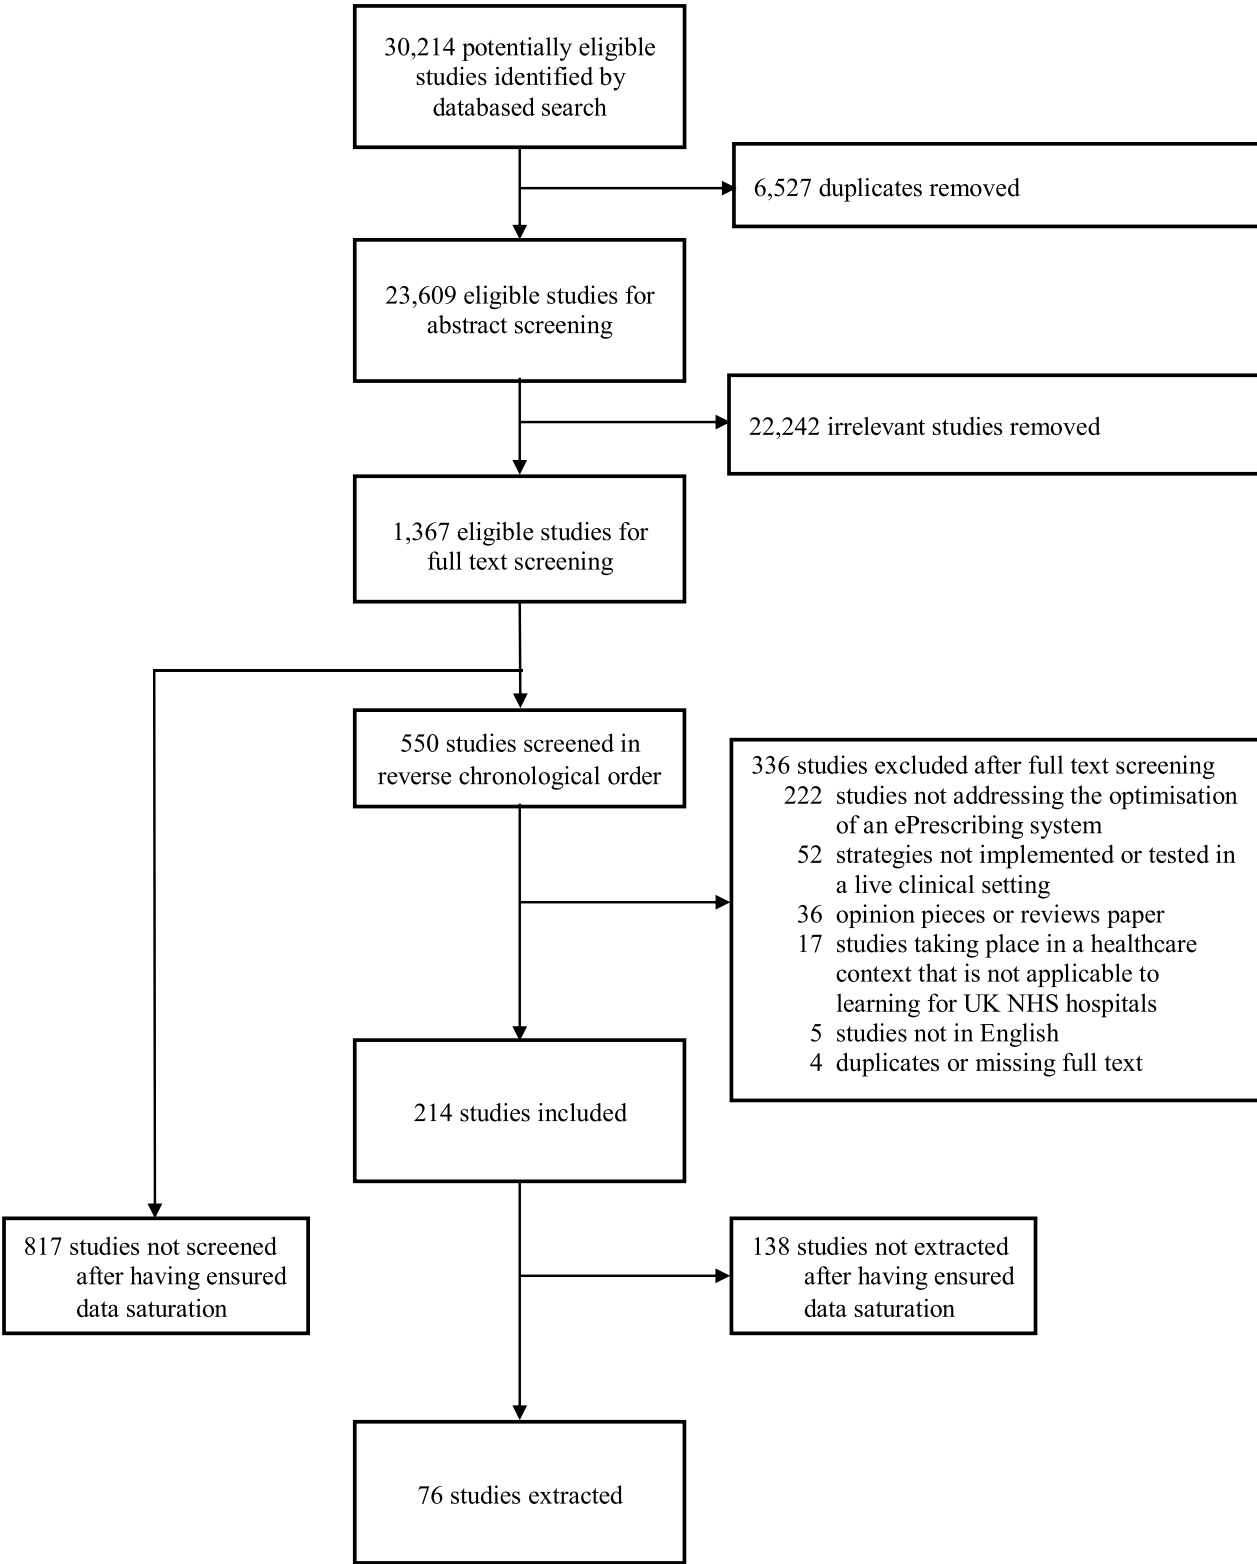 30,214 potentially eligible
studies identified by
databased search
6,527 duplicates removed
23,609 eligible studies for
abstract screening
22,242 irrelevant studies removed
1,367 eligible studies for
full text screening
550 studies screened in
reverse chronological order
336 studies excluded after full text screening
222 studies not addressing the optimisation
of an ePrescribing system
52 strategies not implemented or tested in
a live clinical setting
36 opinion pieces or reviews paper
17 studies taking place in a healthcare
context that is not applicable to
learning for UK NHS hospitals
5 studies not in English
4 duplicates or missing full text
214 studies included
817 studies not screened
after having ensured
data saturation
138 studies not extracted
after having ensured
data saturation
76 studies extracted